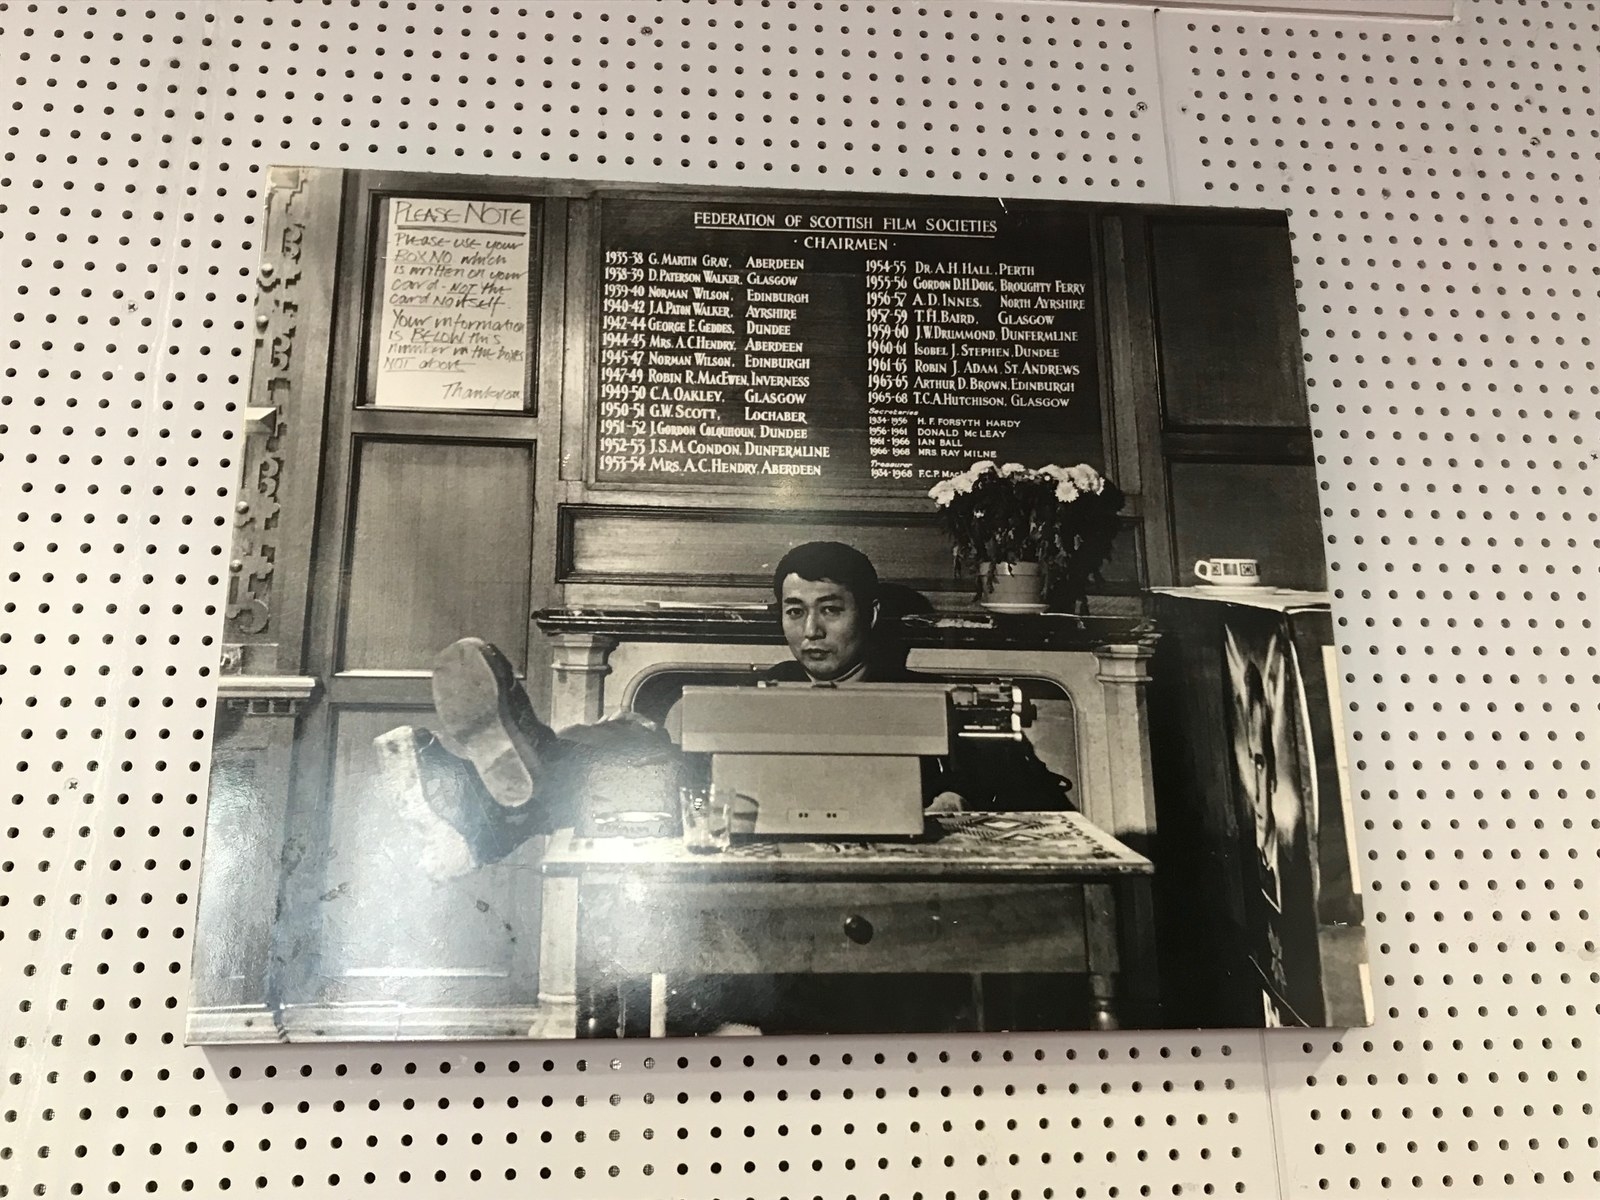 PLEASE NOTE
Please use your
BOX NO. which
is written on your
card - NOT the
card No itself.
Your information
is BELOW this
number in the boxes
NOT above
Thankyou
FEDERATION OF SCOTTISH FILM SOCIETIES
· CHAIRMEN ·
1935-38 G. MARTIN GRAY, ABERDEEN
1938-39 D. PATERSON WALKER, GLASGOW
1939-40 NORMAN WILSON, EDINBURGH
1940-42 J.A. PATON WALKER, AYRSHIRE
1942-44 GEORGE E. GEDDES, DUNDEE
1944-45 MRS. A.C. HENDRY, ABERDEEN
1945-47 NORMAN WILSON, EDINBURGH
1947-49 ROBIN R. MACEWEN, INVERNESS
1949-50 C.A. OAKLEY, GLASGOW
1950-51 G.W. SCOTT, LOCHABER
1951-52 J. GORDON COLQUHOUN, DUNDEE
1952-53 J.S.M. CONDON, DUNFERMLINE
1953-54 MRS. A.C. HENDRY, ABERDEEN
1954-55 DR. A.H. HALL, PERTH
1955-56 GORDON D.H. DOIG, BROUGHTY FERRY
1956-57 A.D. INNES, NORTH AYRSHIRE
1957-59 T.H. BAIRD, GLASGOW
1959-60 J.W. DRUMMOND, DUNFERMLINE
1960-61 ISOBEL J. STEPHEN, DUNDEE
1961-63 ROBIN J. ADAM, ST. ANDREWS
1963-65 ARTHUR D. BROWN, EDINBURGH
1965-68 T.C.A. HUTCHISON, GLASGOW
Secretaries
1934-1956 H. F. FORSYTH HARDY
1956-1961 DONALD McLEAY
1961-1966 IAN BALL
1966-1968 MRS. RAY MILNE
Treasurer
1934-1968 F.C.P.